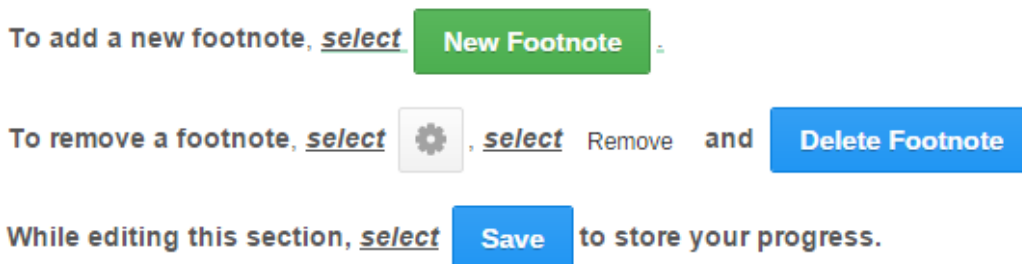 To add a new footnote, select New Footnote .
To remove a footnote, select , select Remove and Delete Footnote
While editing this section, select Save to store your progress.